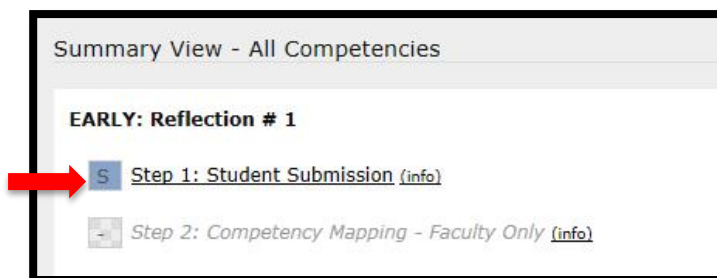 Summary View - All Competencies
EARLY: Reflection # 1
S Step 1: Student Submission (info)
- Step 2: Competency Mapping - Faculty Only (info)